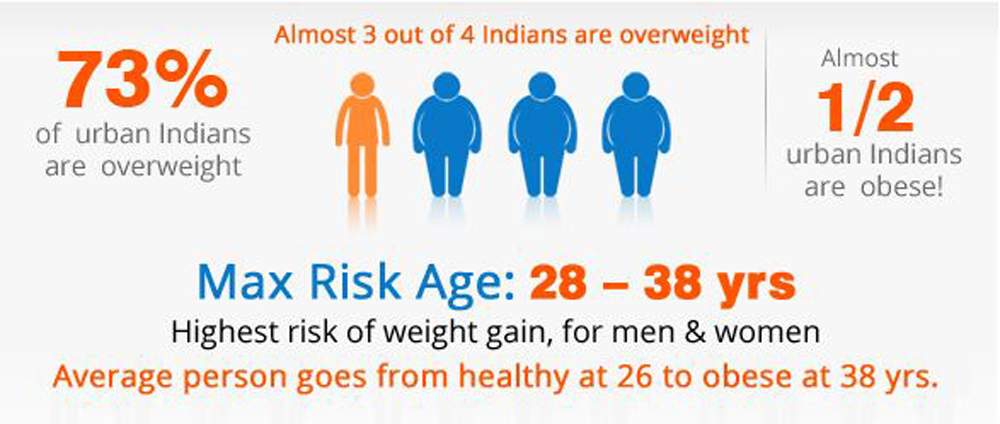 Almost 3 out of 4 Indians are overweight
73%
of urban Indians
are overweight
Almost
1/2
urban Indians
are obese!
Max Risk Age: 28 – 38 yrs
Highest risk of weight gain, for men & women
Average person goes from healthy at 26 to obese at 38 yrs.